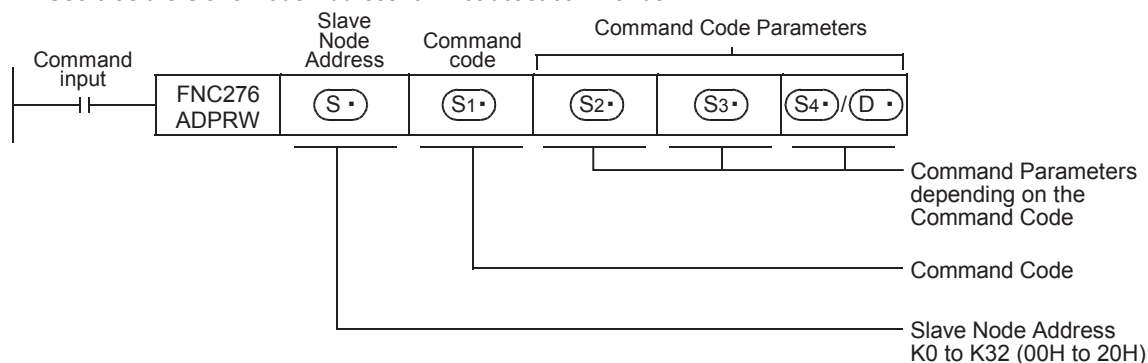 Slave
Node
Address
Command
code
Command Code Parameters
Command
input
FNC276
ADPRW
S・
S1・
S2・
S3・
S4・/D・
Command Parameters
depending on the
Command Code
Command Code
Slave Node Address
K0 to K32 (00H to 20H)